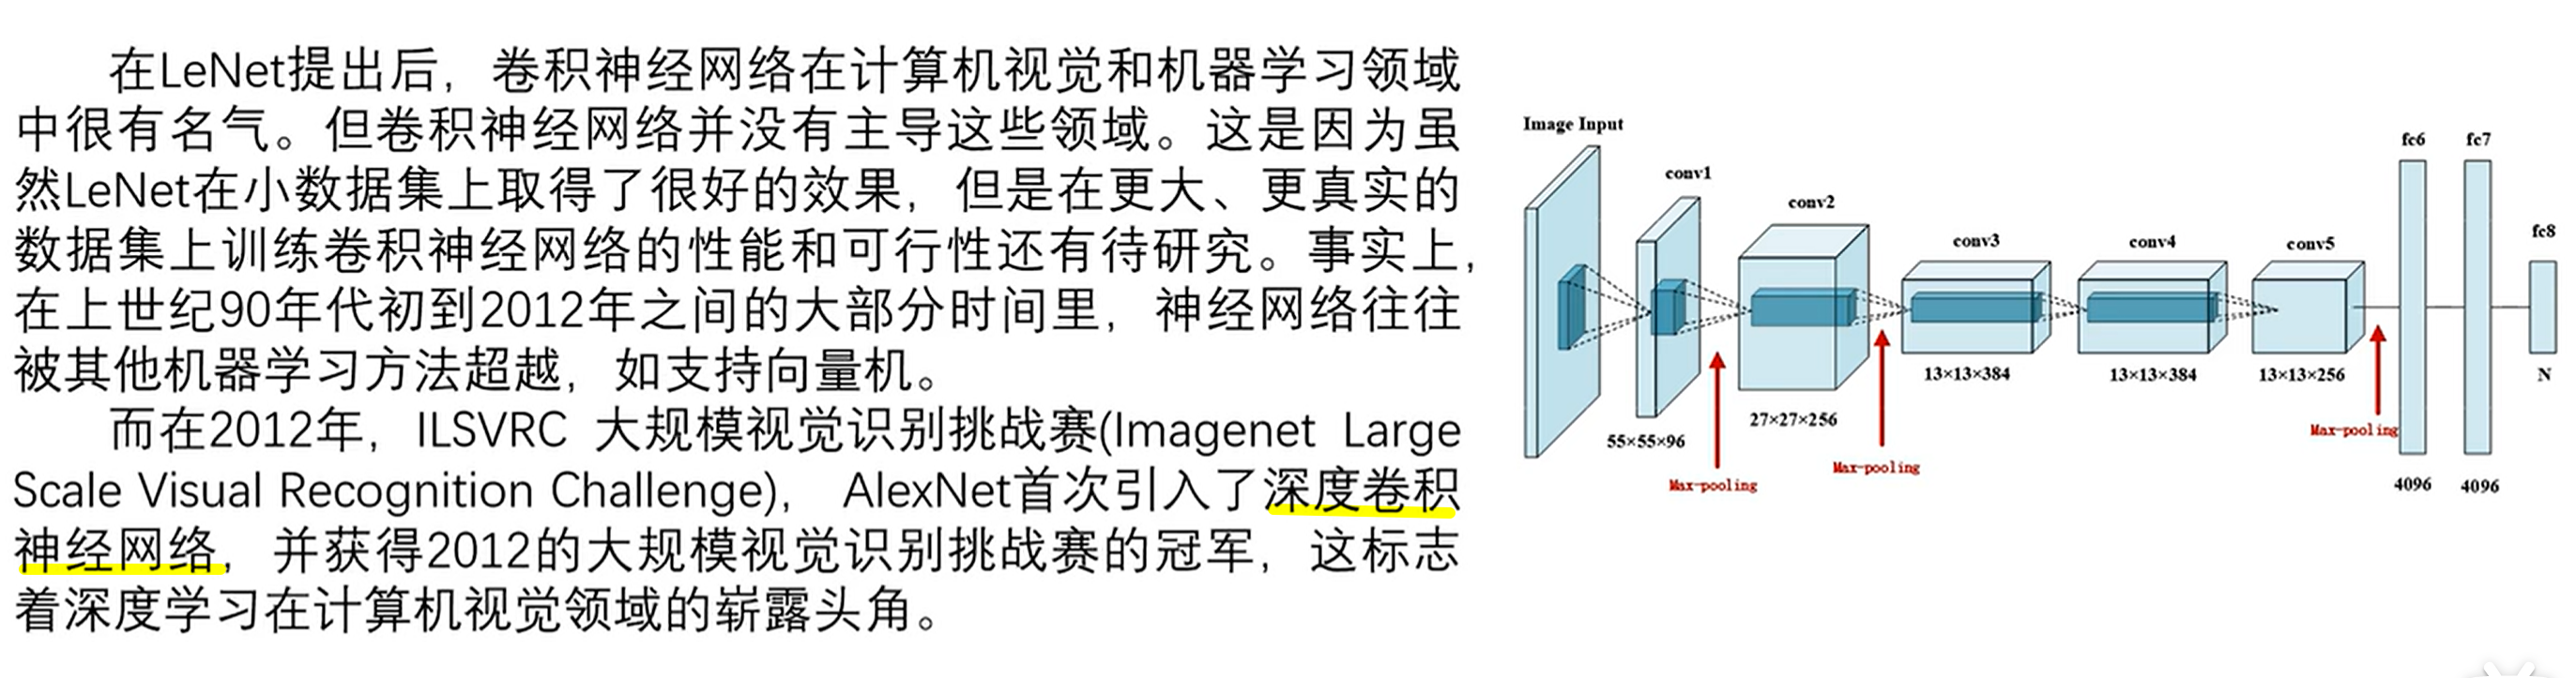 在LeNet提出后，卷积神经网络在计算机视觉和机器学习领域
中很有名气。但卷积神经网络并没有主导这些领域。这是因为虽
然LeNet在小数据集上取得了很好的效果，但是在更大、更真实的
数据集上训练卷积神经网络的性能和可行性还有待研究。事实上，
在上世纪90年代初到2012年之间的大部分时间里，神经网络往往
被其他机器学习方法超越，如支持向量机。
而在2012年，ILSVRC 大规模视觉识别挑战赛(Imagenet Large
Scale Visual Recognition Challenge)， AlexNet首次引入了深度卷积
神经网络，并获得2012的大规模视觉识别挑战赛的冠军，这标志
着深度学习在计算机视觉领域的崭露头角。
Image Input
conv1
conv2
conv3
conv4
conv5
fc6
fc7
fc8
55×55×96
27×27×256
13×13×384
13×13×384
13×13×256
4096
4096
N
Max-pooling
Max-pooling
Max-pooling